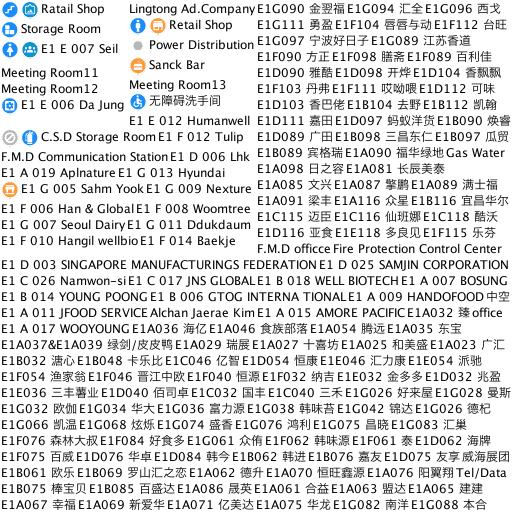 Retail Shop
Storage Room
E1 E 007 Seil
Meeting Room11
Meeting Room12
E1 E 006 Da Jung
Lingtong Ad.Company
Retail Shop
Power Distribution
Sanck Bar
Meeting Room13
无障碍洗手间
E1 E 012 Humanwell
C.S.D Storage Room E1 F 012 Tulip
F.M.D Communication Station E1 D 006 Lhk
E1 A 019 Aplnature E1 G 013 Hyundai
E1 G 005 Sahm Yook E1 G 009 Nexture
E1 F 006 Han & Global E1 F 008 Woomtree
E1 G 007 Seoul Dairy E1 G 011 Ddukdaum
E1 F 010 Hangil wellbio E1 F 014 Baekje
E1G090 金翌福 E1G094 汇全 E1G096 西戈
E1G111 勇盈 E1F104 唇唇与动 E1F112 台旺
E1G097 宁波好日子 E1G089 江苏香道
E1F090 方正 E1F098 膳斋 E1F089 百利佳
E1D090 雅酷 E1D098 开烨 E1D104 香飘飘
E1F103 丹弗 E1F111 哎呦喂 E1D112 可味
E1D103 香巴佬 E1B104 去野 E1B112 凯翰
E1D111 嘉田 E1D097 蚂蚁洋货 E1B090 焕睿
E1D089 广田 E1B098 三昌东仁 E1B097 瓜贸
E1B089 宾格瑞 E1A090 福华绿地 Gas Water
E1A098 日之容 E1A081 长辰美泰
E1A085 文兴 E1A087 擎鹏 E1A089 满士福
E1A091 梁丰 E1A116 众星 E1B116 宜昌华尔
E1C115 迈臣 E1C116 仙班娜 E1C118 酷沃
E1D116 亚食 E1E118 多良见 E1F115 乐芬
F.M.D officce Fire Protection Control Center
E1 D 003 SINGAPORE MANUFACTURINGS FEDERATION E1 D 025 SAMJIN CORPORATION
E1 C 026 Namwon-si E1 C 017 JNS GLOBAL E1 B 018 WELL BIOTECH E1 A 007 BOSUNG
E1 B 014 YOUNG POONG E1 B 006 GTOG INTERNA TIONAL E1 A 009 HANDOFOOD 中空
E1 A 011 JFOOD SERVICE Alchan Jaerae Kim E1 A 015 AMORE PACIFIC E1A032 臻office
E1 A 017 WOOYOUNG E1A036 海亿 E1A046 食族部落 E1A054 腾远 E1A035 东宝
E1A037&E1A039 绿剑/皮皮鸭 E1A029 瑞展 E1A027 十喜坊 E1A025 和美盛 E1A023 广汇
E1B032 溏心 E1B048 卡乐比 E1C046 亿智 E1D054 恒康 E1E046 汇力康 E1E054 派驰
E1F054 渔家翁 E1F046 晋江中欧 E1F040 恒源 E1F032 纳吉 E1E032 金多多 E1D032 兆盈
E1E036 三丰薯业 E1D040 佰司卓 E1C032 国丰 E1C040 三禾 E1G026 好来屋 E1G028 曼斯
E1G032 欧伽 E1G034 华大 E1G036 富力源 E1G038 韩味苔 E1G042 锦达 E1G026 德杞
E1G066 凯温 E1G068 炫烁 E1G074 盛香 E1G076 鸿利 E1G075 昌晓 E1G083 汇巢
E1F076 森林大叔 E1F084 好食多 E1G061 众侑 E1F062 韩味源 E1F061 泰 E1D062 海牌
E1F075 百威 E1D076 华卓 E1D084 韩今 E1B062 韩进 E1B076 嘉友 E1D075 友享 威海展团
E1B061 欧乐 E1B069 罗山汇之恋 E1A062 德升 E1A070 恒旺鑫源 E1A076 阳翼翔 Tel/Data
E1B075 棒宝贝 E1B085 百盛达 E1A086 晟英 E1A061 合益 E1A063 盟达 E1A065 建建
E1A067 幸福 E1A069 新爱华 E1A071 亿美达 E1A075 华龙 E1G082 南洋 E1G088 本合